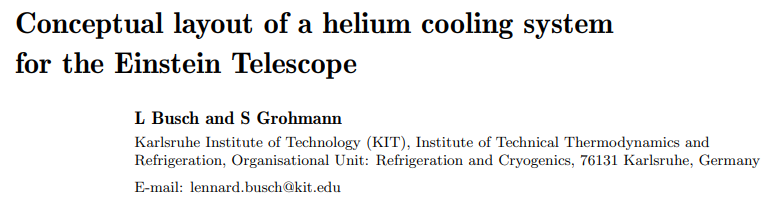 Conceptual layout of a helium cooling system
for the Einstein Telescope
L Busch and S Grohmann
Karlsruhe Institute of Technology (KIT), Institute of Technical Thermodynamics and
Refrigeration, Organisational Unit: Refrigeration and Cryogenics, 76131 Karlsruhe, Germany
E-mail: lennard.busch@kit.edu